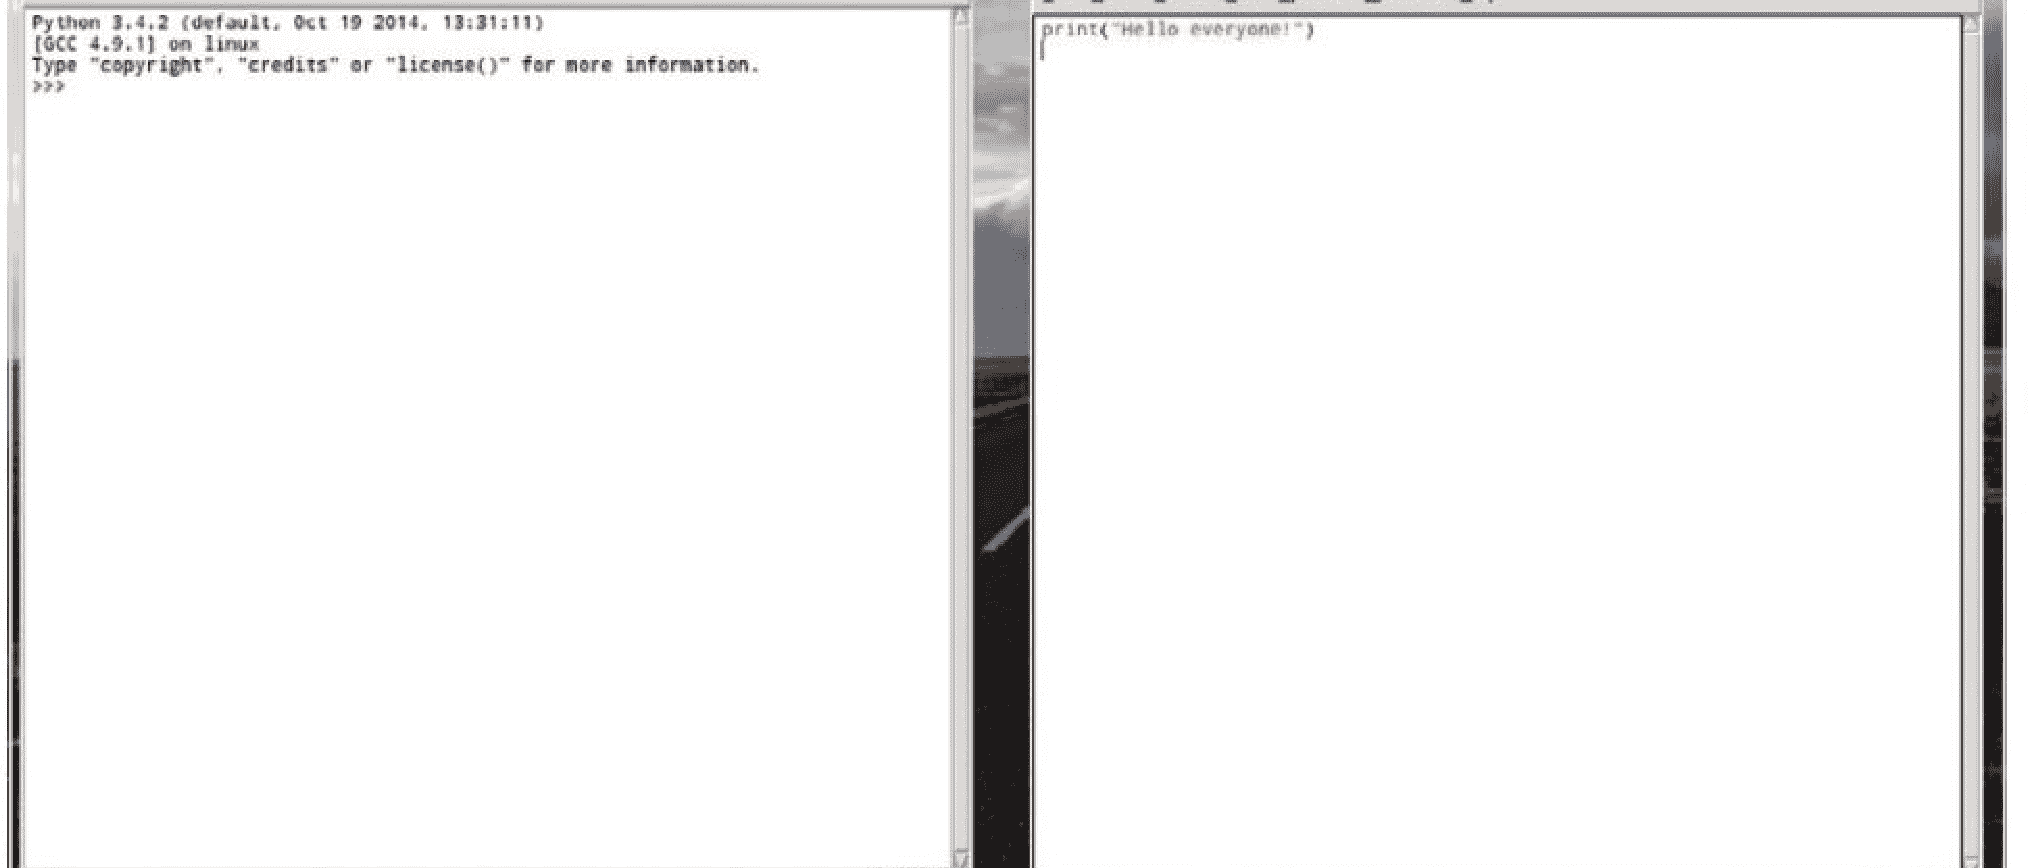 Python 3.4.2 (default, Oct 19 2014, 13:31:11)
[GCC 4.9.1] on linux
Type "copyright", "credits" or "license()" for more information.
>>>
print("Hello everyone!")